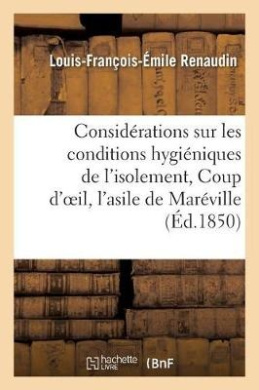 Louis-François-Émile Renaudin
Considérations sur les conditions
hygiéniques de l'isolement, Coup
d'œil, l'asile de Maréville
(Éd.1850)
hachette
LIVRE
(BnF